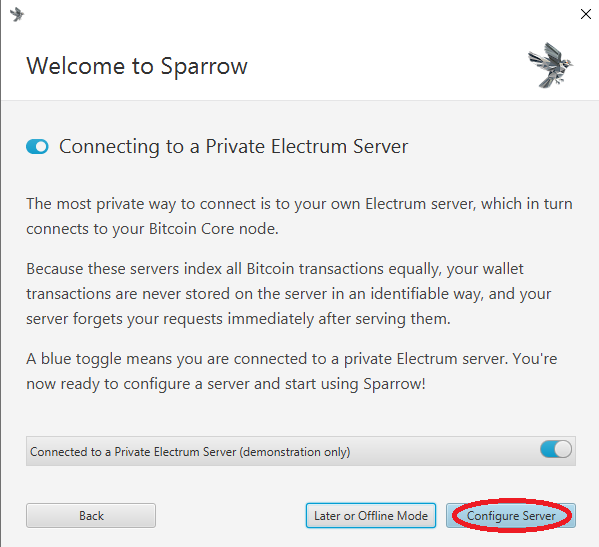 Welcome to Sparrow
Connecting to a Private Electrum Server
The most private way to connect is to your own Electrum server, which in turn
connects to your Bitcoin Core node.
Because these servers index all Bitcoin transactions equally, your wallet
transactions are never stored on the server in an identifiable way, and your
server forgets your requests immediately after serving them.
A blue toggle means you are connected to a private Electrum server. You're
now ready to configure a server and start using Sparrow!
Connected to a Private Electrum Server (demonstration only)
Back
Later or Offline Mode
Configure Server